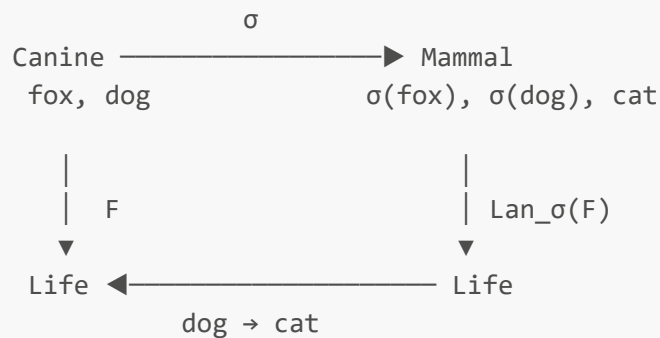 σ
Canine ─────────────────▶ Mammal
fox, dog σ(fox), σ(dog), cat
│ │
│ F │ Lan_σ(F)
▼ ▼
Life ◀──────────────────── Life
dog → cat